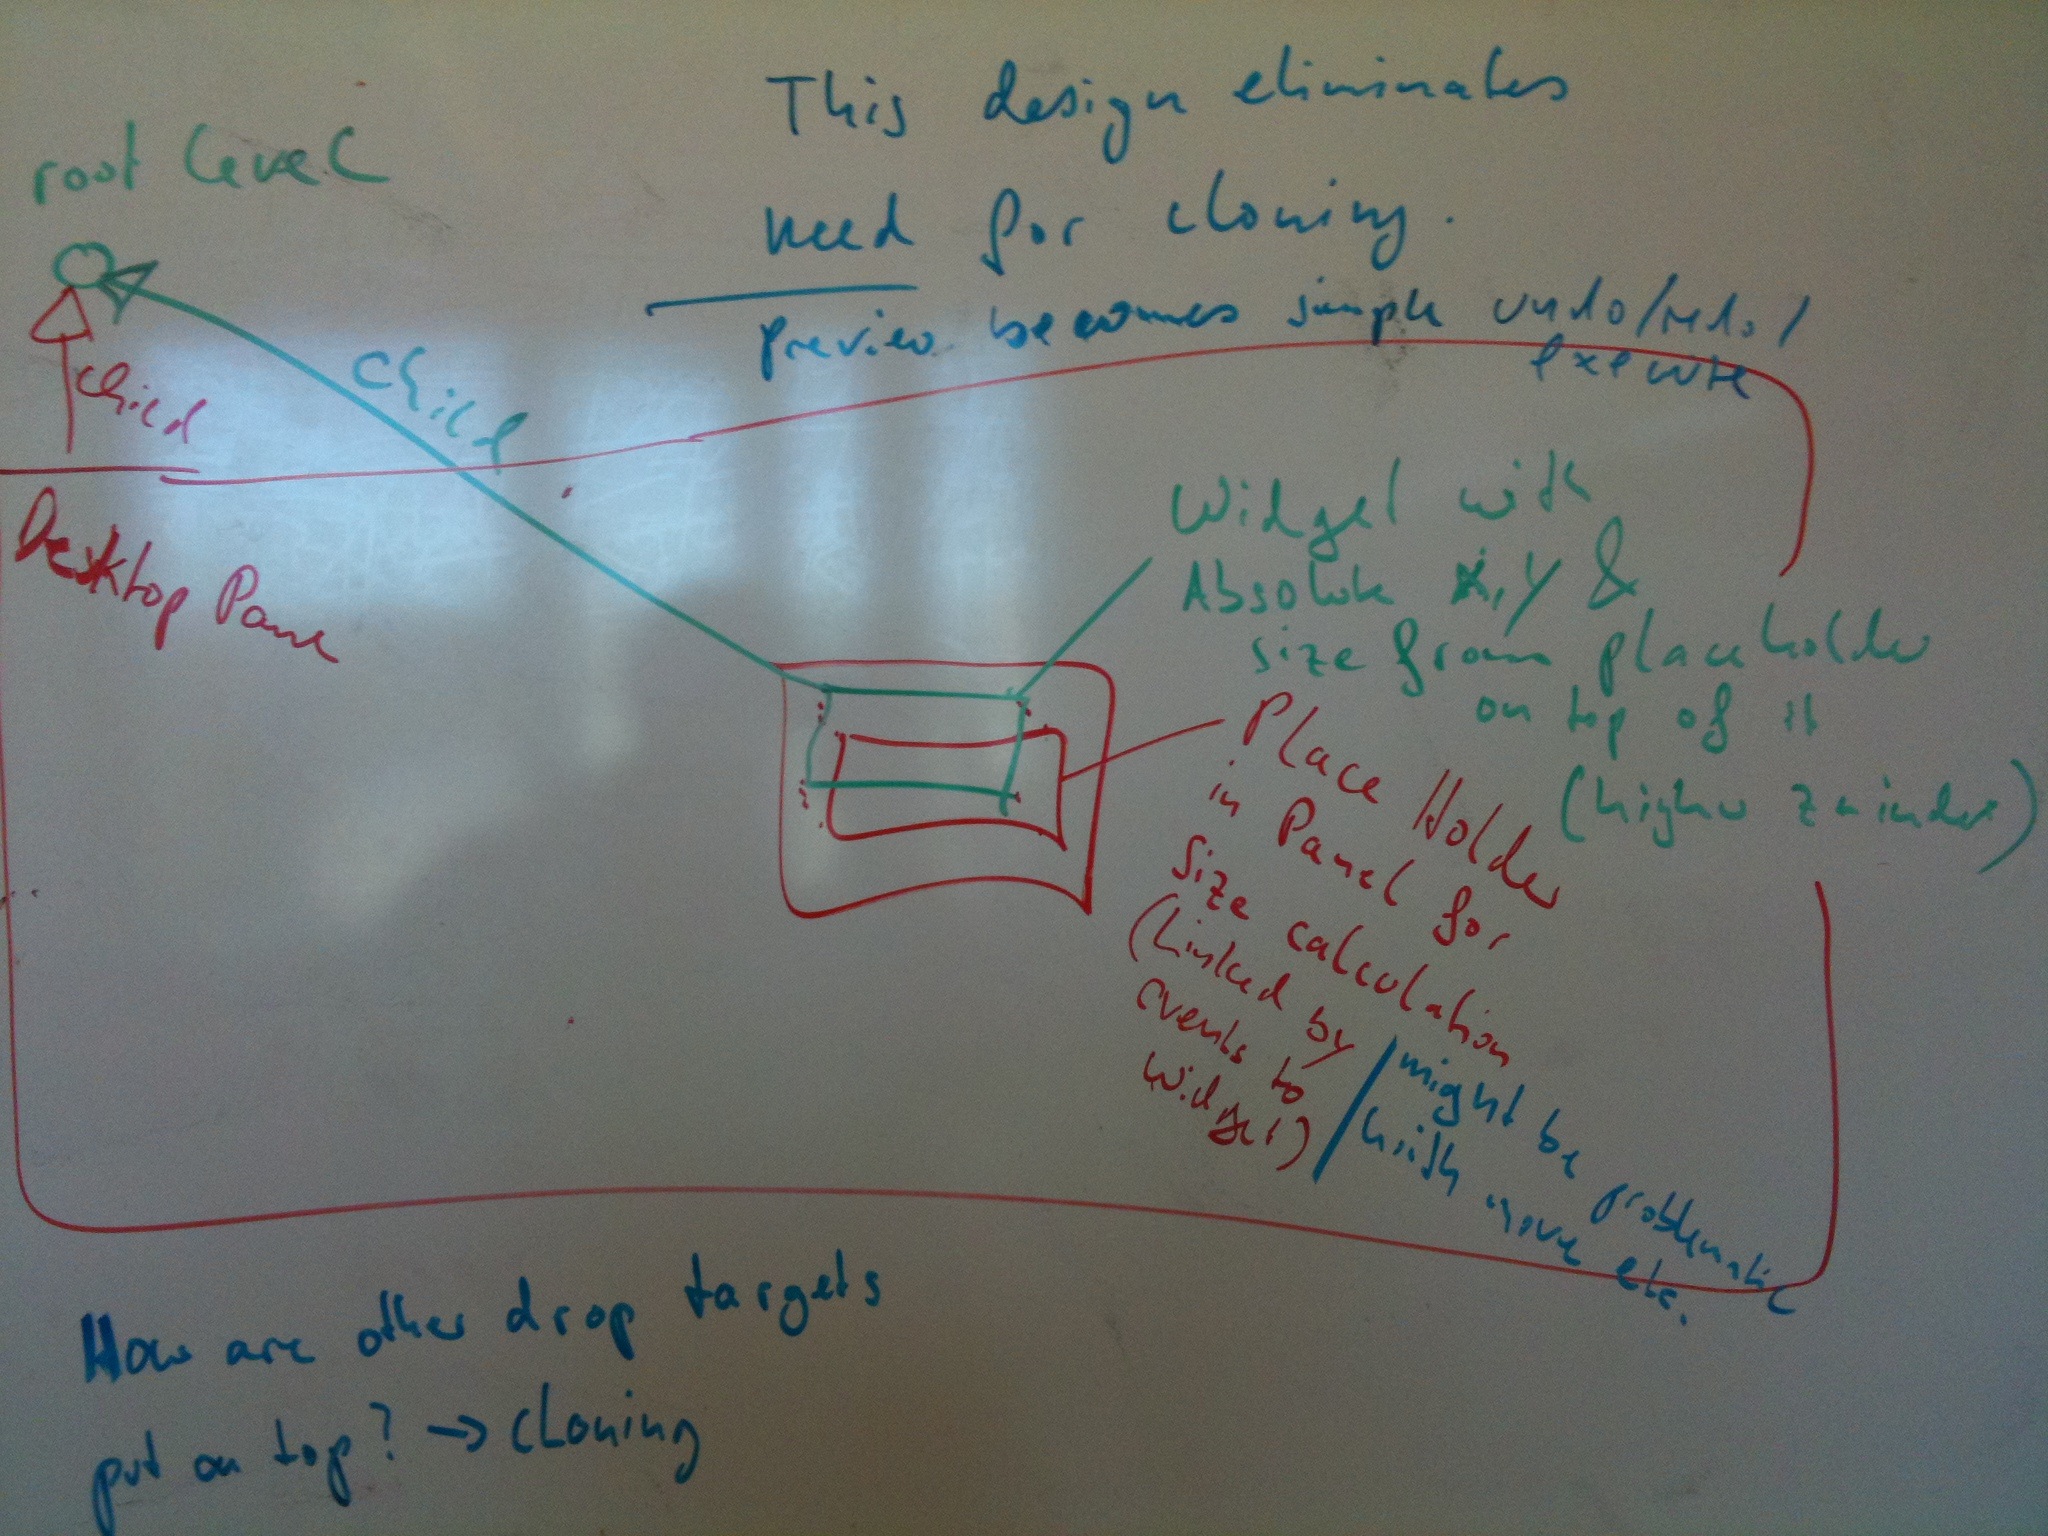 This design eliminates
need for cloning.
preview becomes simple undo/redo/
execute
root level
child
child
Desktop Pane
Widget with
Absolute x,y &
size from placeholder
on top of it
(higher z-index)
Place Holder
in Panel for
size calculation
(linked by
events to
widget)
might be problematic
with move etc.
How are other drop targets
put on top? → cloning